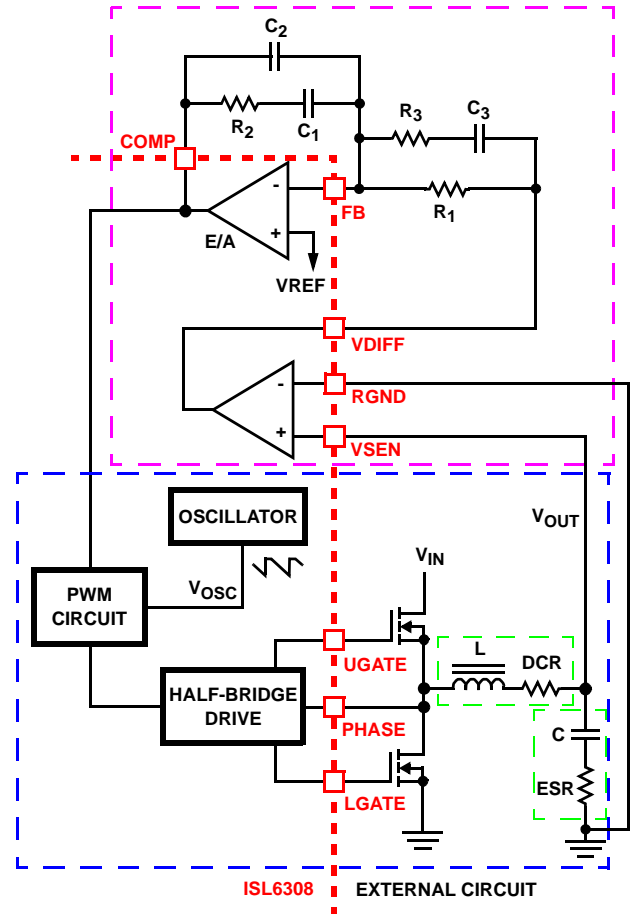 C2
R2
C1
R3
C3
COMP
R1
-
FB
+
E/A
VREF
VDIFF
-
RGND
+
VSEN
OSCILLATOR
VOUT
VIN
PWM
CIRCUIT
VOSC
UGATE
L
DCR
HALF-BRIDGE
DRIVE
PHASE
C
ESR
LGATE
ISL6308
EXTERNAL CIRCUIT